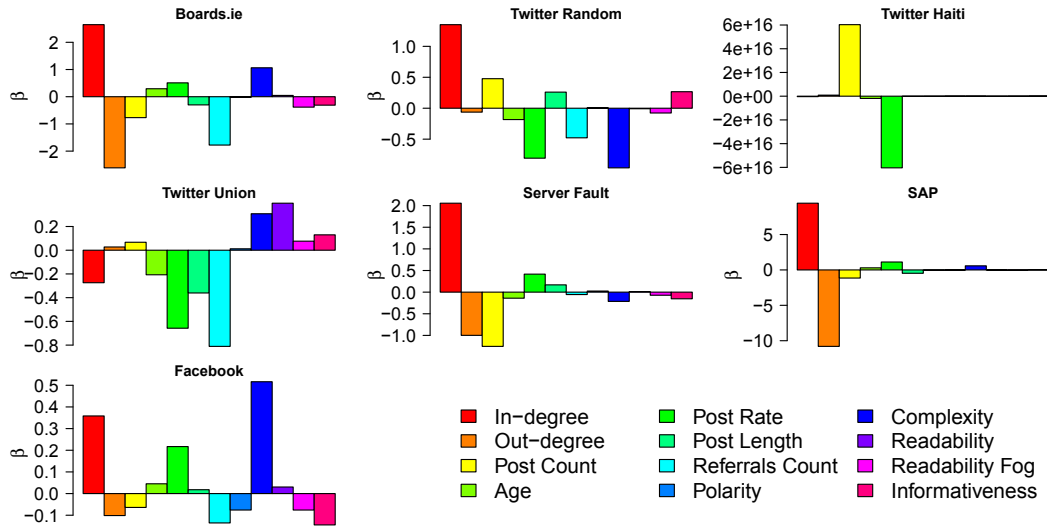 Boards.ie
Twitter Random
Twitter Haiti
β
2
1
0
−1
−2
β
1.0
0.5
0.0
−0.5
β
6e+16
4e+16
2e+16
0e+00
−2e+16
−4e+16
−6e+16
Twitter Union
Server Fault
SAP
β
0.2
0.0
−0.2
−0.4
−0.6
−0.8
β
2.0
1.5
1.0
0.5
0.0
−0.5
−1.0
β
5
0
−5
−10
Facebook
β
0.5
0.4
0.3
0.2
0.1
0.0
−0.1
In−degree
Out−degree
Post Count
Age
Post Rate
Post Length
Referrals Count
Polarity
Complexity
Readability
Readability Fog
Informativeness